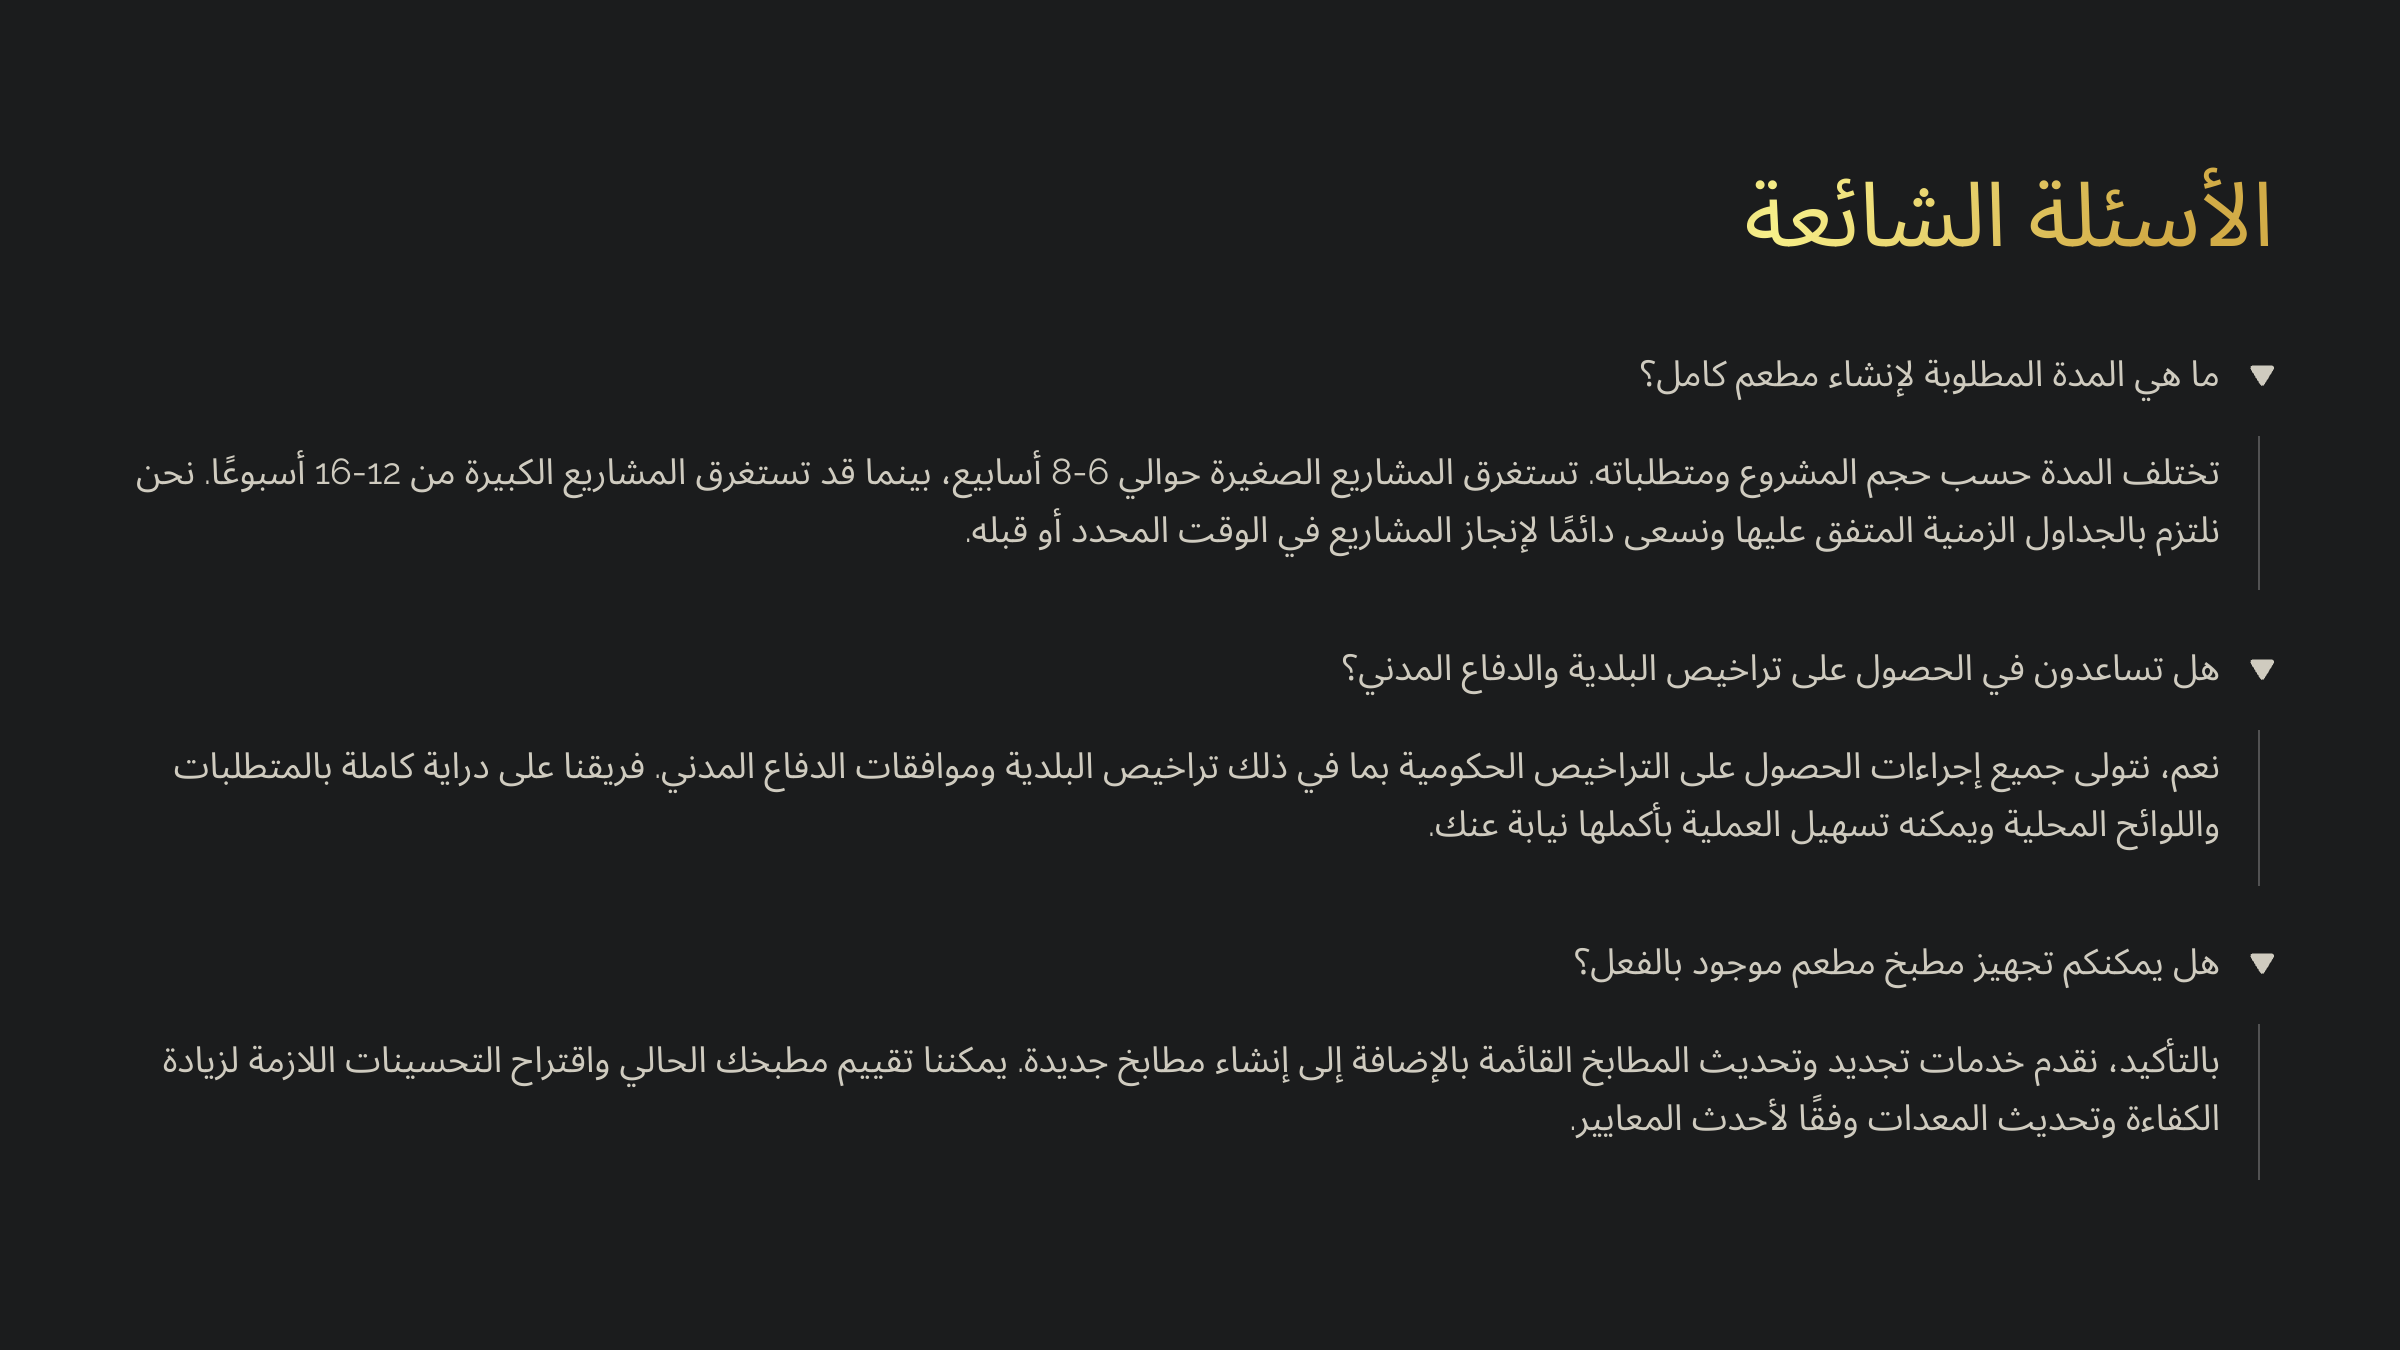 الأسئلة الشائعة
ما هي المدة المطلوبة لإنشاء مطعم كامل؟
تختلف المدة حسب حجم المشروع ومتطلباته. تستغرق المشاريع الصغيرة حوالي 6-8 أسابيع، بينما قد تستغرق المشاريع الكبيرة من 12-16 أسبوعًا. نحن
نلتزم بالجداول الزمنية المتفق عليها ونسعى دائمًا لإنجاز المشاريع في الوقت المحدد أو قبله.
هل تساعدون في الحصول على تراخيص البلدية والدفاع المدني؟
نعم، نتولى جميع إجراءات الحصول على التراخيص الحكومية بما في ذلك تراخيص البلدية وموافقات الدفاع المدني. فريقنا على دراية كاملة بالمتطلبات
واللوائح المحلية ويمكنه تسهيل العملية بأكملها نيابة عنك.
هل يمكنكم تجهيز مطبخ مطعم موجود بالفعل؟
بالتأكيد، نقدم خدمات تجديد وتحديث المطابخ القائمة بالإضافة إلى إنشاء مطابخ جديدة. يمكننا تقييم مطبخك الحالي واقتراح التحسينات اللازمة لزيادة
الكفاءة وتحديث المعدات وفقًا لأحدث المعايير.